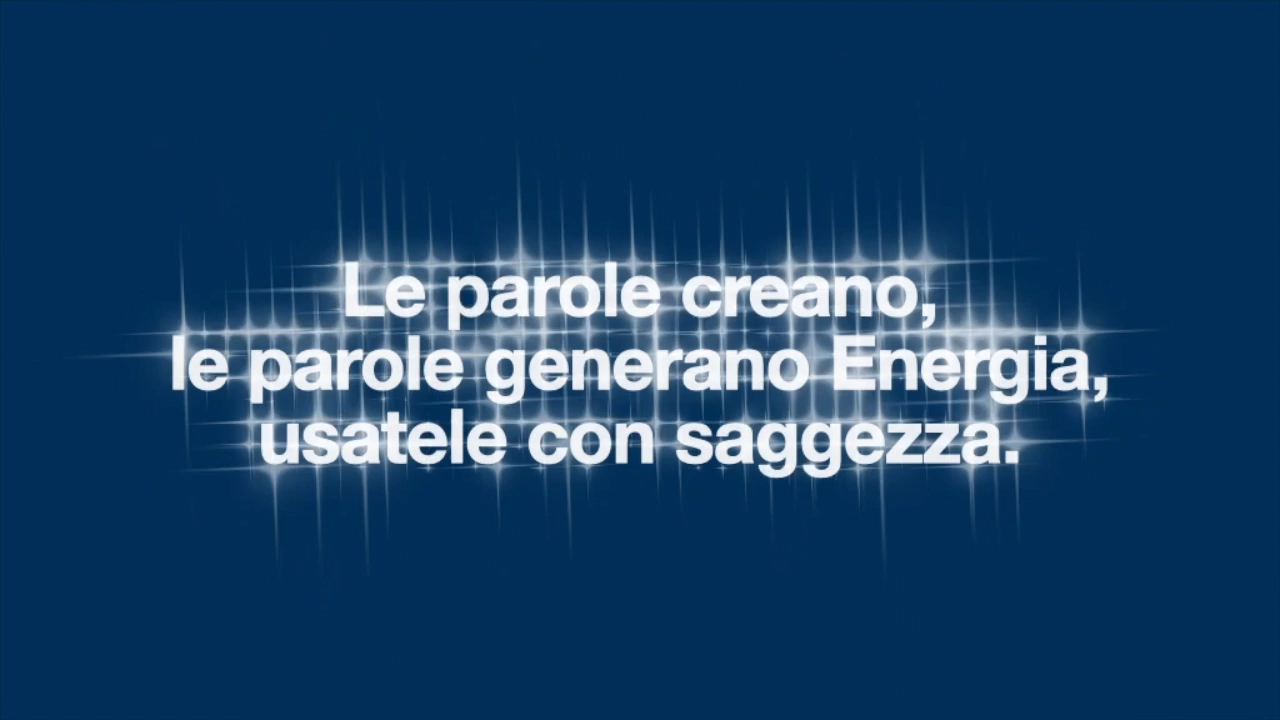 Le parole creano,
le parole generano Energia,
usatele con saggezza.